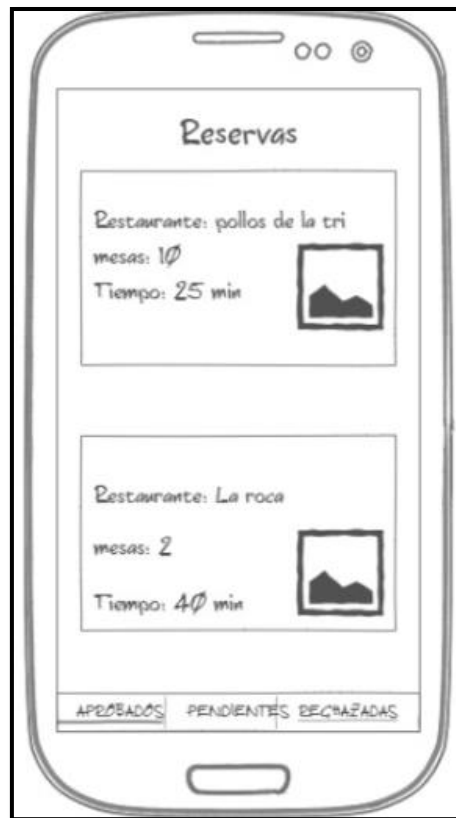 Reservas
Restaurante: pollos de la tri
mesas: 10
Tiempo: 25 min
Restaurante: La roca
mesas: 2
Tiempo: 40 min
APROBADOS PENDIENTES RECHAZADAS